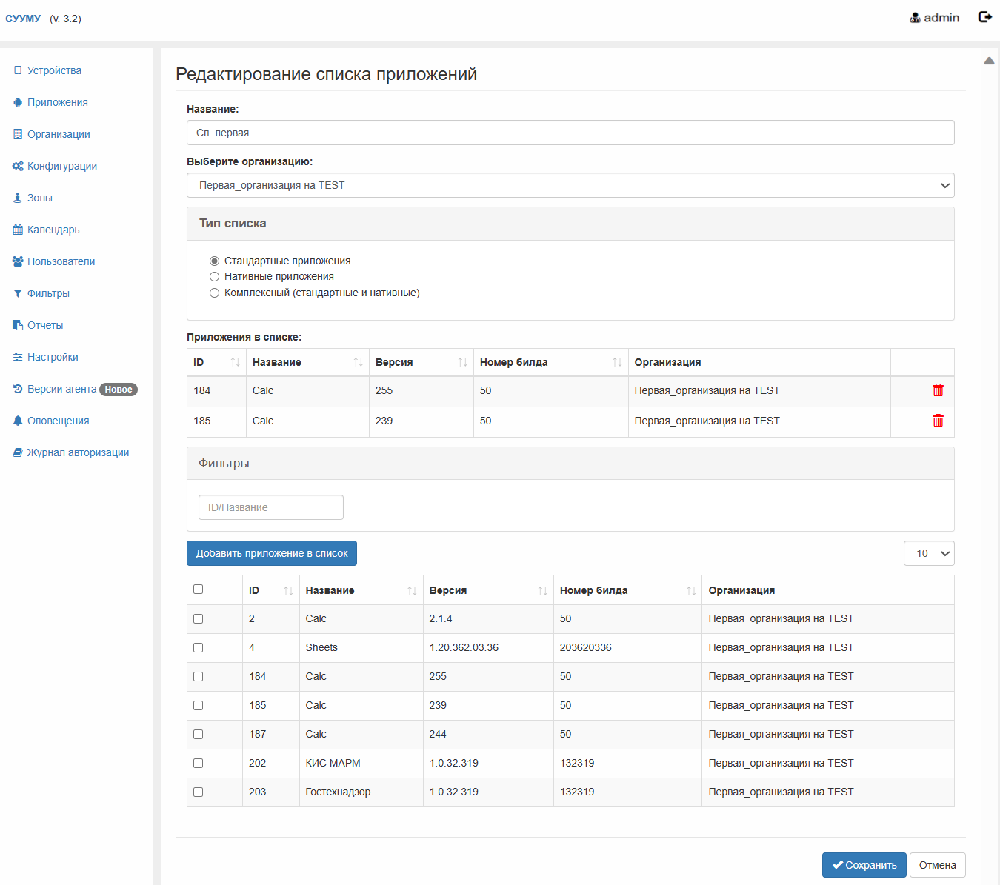 СУУМУ (v. 3.2)
admin
Устройства
Приложения
Организации
Конфигурации
Зоны
Календарь
Пользователи
Фильтры
Отчеты
Настройки
Версии агента Новое
Оповещения
Журнал авторизации
Редактирование списка приложений
Название:
Сп_первая
Выберите организацию:
Первая_организация на TEST
Тип списка
Стандартные приложения
Нативные приложения
Комплексный (стандартные и нативные)
Приложения в списке:
ID Название Версия Номер билда Организация
184 Calc 255 50 Первая_организация на TEST
185 Calc 239 50 Первая_организация на TEST
Фильтры
ID/Название
Добавить приложение в список 10
ID Название Версия Номер билда Организация
2 Calc 2.1.4 50 Первая_организация на TEST
4 Sheets 1.20.362.03.36 203620336 Первая_организация на TEST
184 Calc 255 50 Первая_организация на TEST
185 Calc 239 50 Первая_организация на TEST
187 Calc 244 50 Первая_организация на TEST
202 КИС МАРМ 1.0.32.319 132319 Первая_организация на TEST
203 Гостехнадзор 1.0.32.319 132319 Первая_организация на TEST
Сохранить Отмена